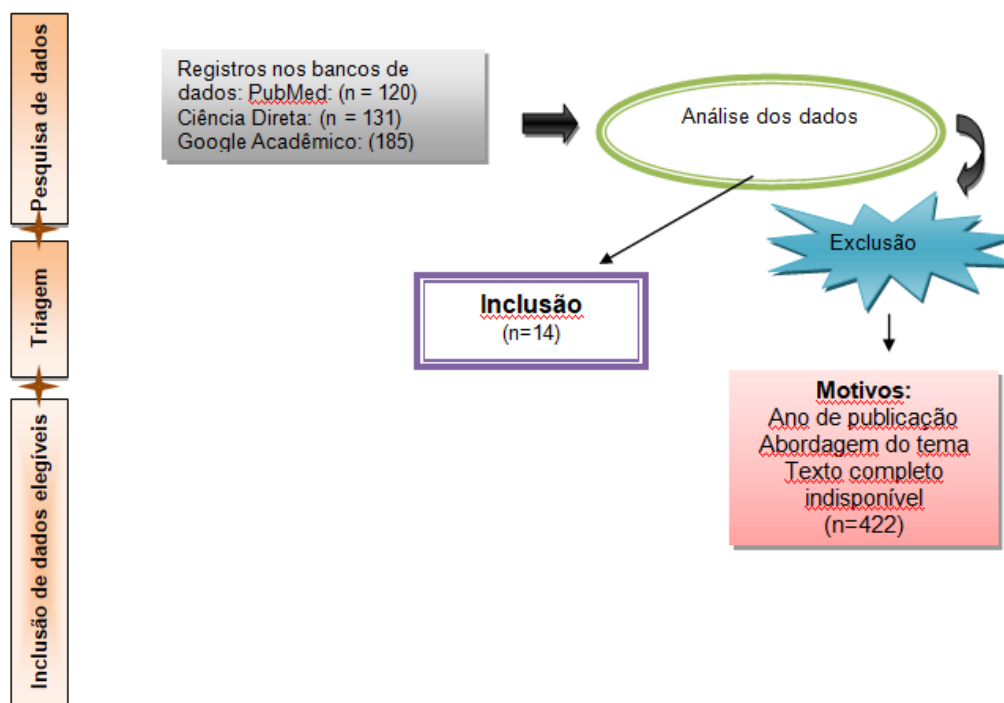 Pesquisa de dados
Triagem
Inclusão de dados elegíveis
Registros nos bancos de
dados: PubMed: (n = 120)
Ciência Direta: (n = 131)
Google Acadêmico: (185)
Análise dos dados
Exclusão
Inclusão
(n=14)
Motivos:
Ano de publicação
Abordagem do tema
Texto completo
indisponível
(n=422)